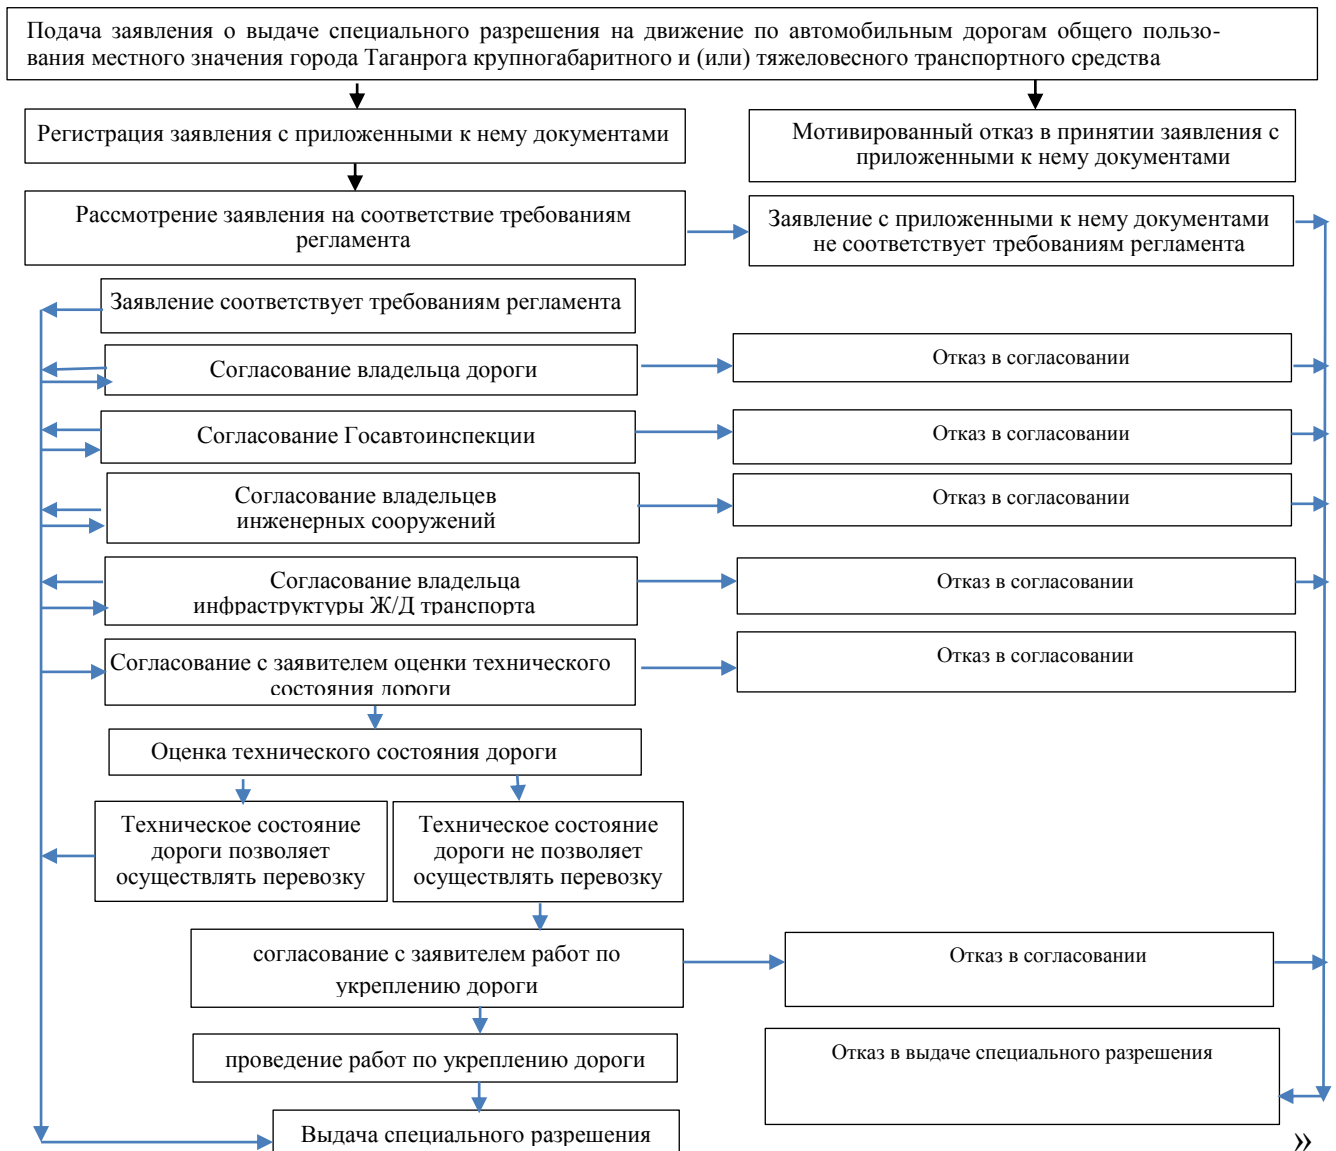 Подача заявления о выдаче специального разрешения на движение по автомобильным дорогам общего пользо-
вания местного значения города Таганрога крупногабаритного и (или) тяжеловесного транспортного средства
Регистрация заявления с приложенными к нему документами
Мотивированный отказ в принятии заявления с
приложенными к нему документами
Рассмотрение заявления на соответствие требованиям
регламента
Заявление с приложенными к нему документами
не соответствует требованиям регламента
Заявление соответствует требованиям регламента
Согласование владельца дороги
Отказ в согласовании
Согласование Госавтоинспекции
Отказ в согласовании
Согласование владельцев
инженерных сооружений
Отказ в согласовании
Согласование владельца
инфраструктуры Ж/Д транспорта
Отказ в согласовании
Согласование с заявителем оценки технического
состояния дороги
Отказ в согласовании
Оценка технического состояния дороги
Техническое состояние
дороги позволяет
осуществлять перевозку
Техническое состояние
дороги не позволяет
осуществлять перевозку
согласование с заявителем работ по
укреплению дороги
Отказ в согласовании
проведение работ по укреплению дороги
Отказ в выдаче специального разрешения
Выдача специального разрешения
»